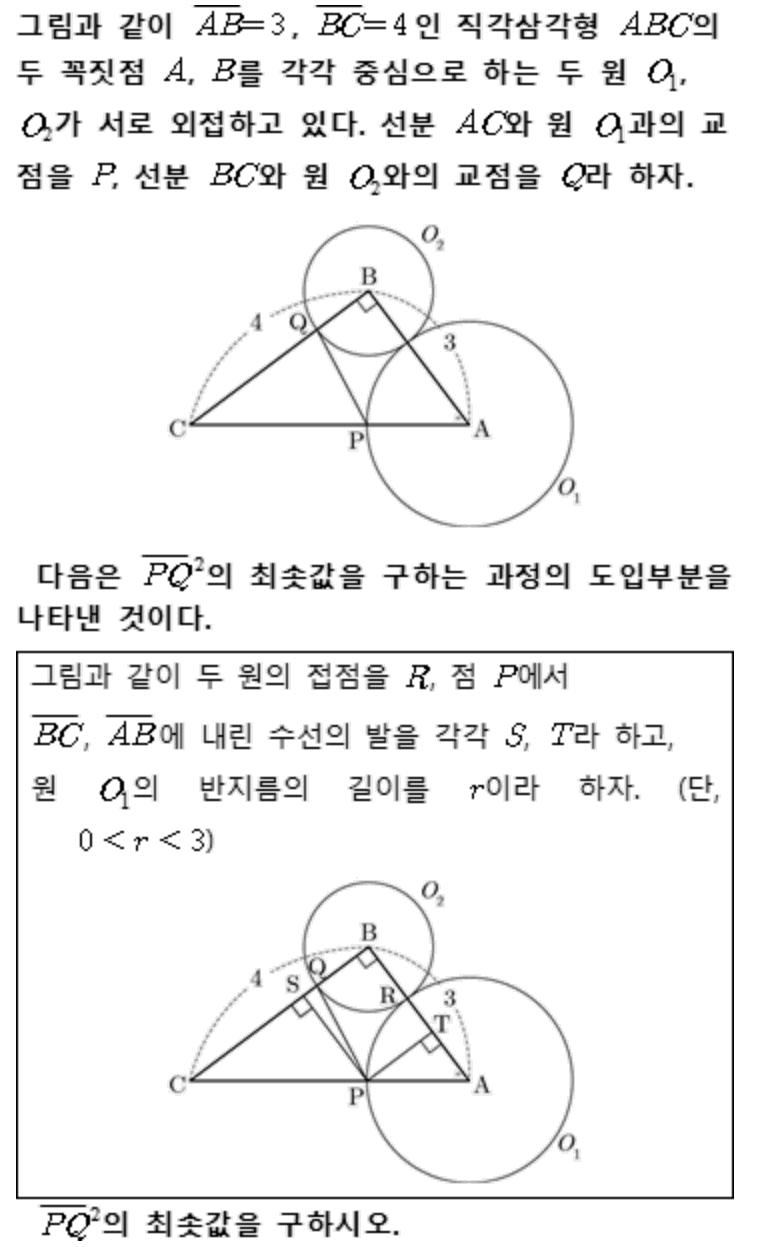 그림과 같이 AB=3, BC=4인 직각삼각형 ABC의
두 꼭짓점 A, B를 각각 중심으로 하는 두 원 O₁,
O₂가 서로 외접하고 있다. 선분 AC와 원 O₁과의 교
점을 P, 선분 BC와 원 O₂와의 교점을 Q라 하자.
O₂
B
4
Q
3
C
P
A
O₁
다음은 PQ²의 최솟값을 구하는 과정의 도입부분을
나타낸 것이다.
그림과 같이 두 원의 접점을 R, 점 P에서
BC, AB에 내린 수선의 발을 각각 S, T라 하고,
원 O₁의 반지름의 길이를 r이라 하자. (단,
0<r<3)
O₂
B
4
Q
S
R
3
T
C
P
A
O₁
PQ²의 최솟값을 구하시오.